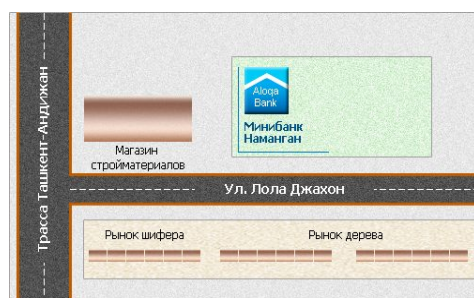 Трасса Ташкент-Андижан
Aloqa
Bank
Минибанк
Наманган
Магазин
стройматериалов
Ул. Лола Джахон
Рынок шифера
Рынок дерева